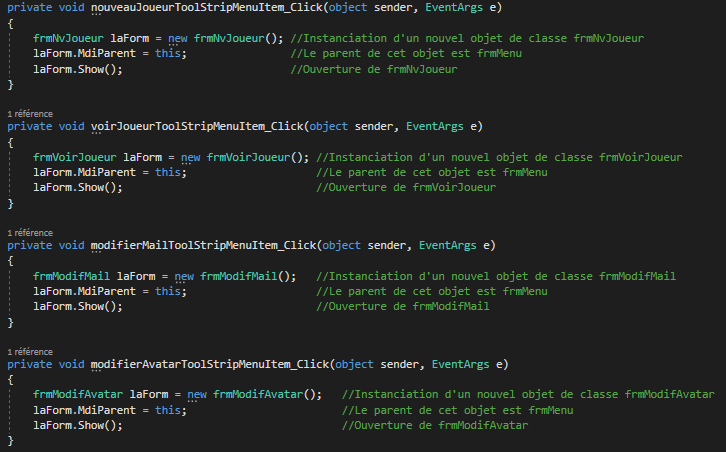 private void nouveauJoueurToolStripMenuItem_Click(object sender, EventArgs e)
{
frmNvJoueur laForm = new frmNvJoueur(); //Instanciation d'un nouvel objet de classe frmNvJoueur
laForm.MdiParent = this; //Le parent de cet objet est frmMenu
laForm.Show(); //Ouverture de frmNvJoueur
}
1 référence
private void voirJoueurToolStripMenuItem_Click(object sender, EventArgs e)
{
frmVoirJoueur laForm = new frmVoirJoueur(); //Instanciation d'un nouvel objet de classe frmVoirJoueur
laForm.MdiParent = this; //Le parent de cet objet est frmMenu
laForm.Show(); //Ouverture de frmVoirJoueur
}
1 référence
private void modifierMailToolStripMenuItem_Click(object sender, EventArgs e)
{
frmModifMail laForm = new frmModifMail(); //Instanciation d'un nouvel objet de classe frmModifMail
laForm.MdiParent = this; //Le parent de cet objet est frmMenu
laForm.Show(); //Ouverture de frmModifMail
}
1 référence
private void modifierAvatarToolStripMenuItem_Click(object sender, EventArgs e)
{
frmModifAvatar laForm = new frmModifAvatar(); //Instanciation d'un nouvel objet de classe frmModifAvatar
laForm.MdiParent = this; //Le parent de cet objet est frmMenu
laForm.Show(); //Ouverture de frmModifAvatar
}